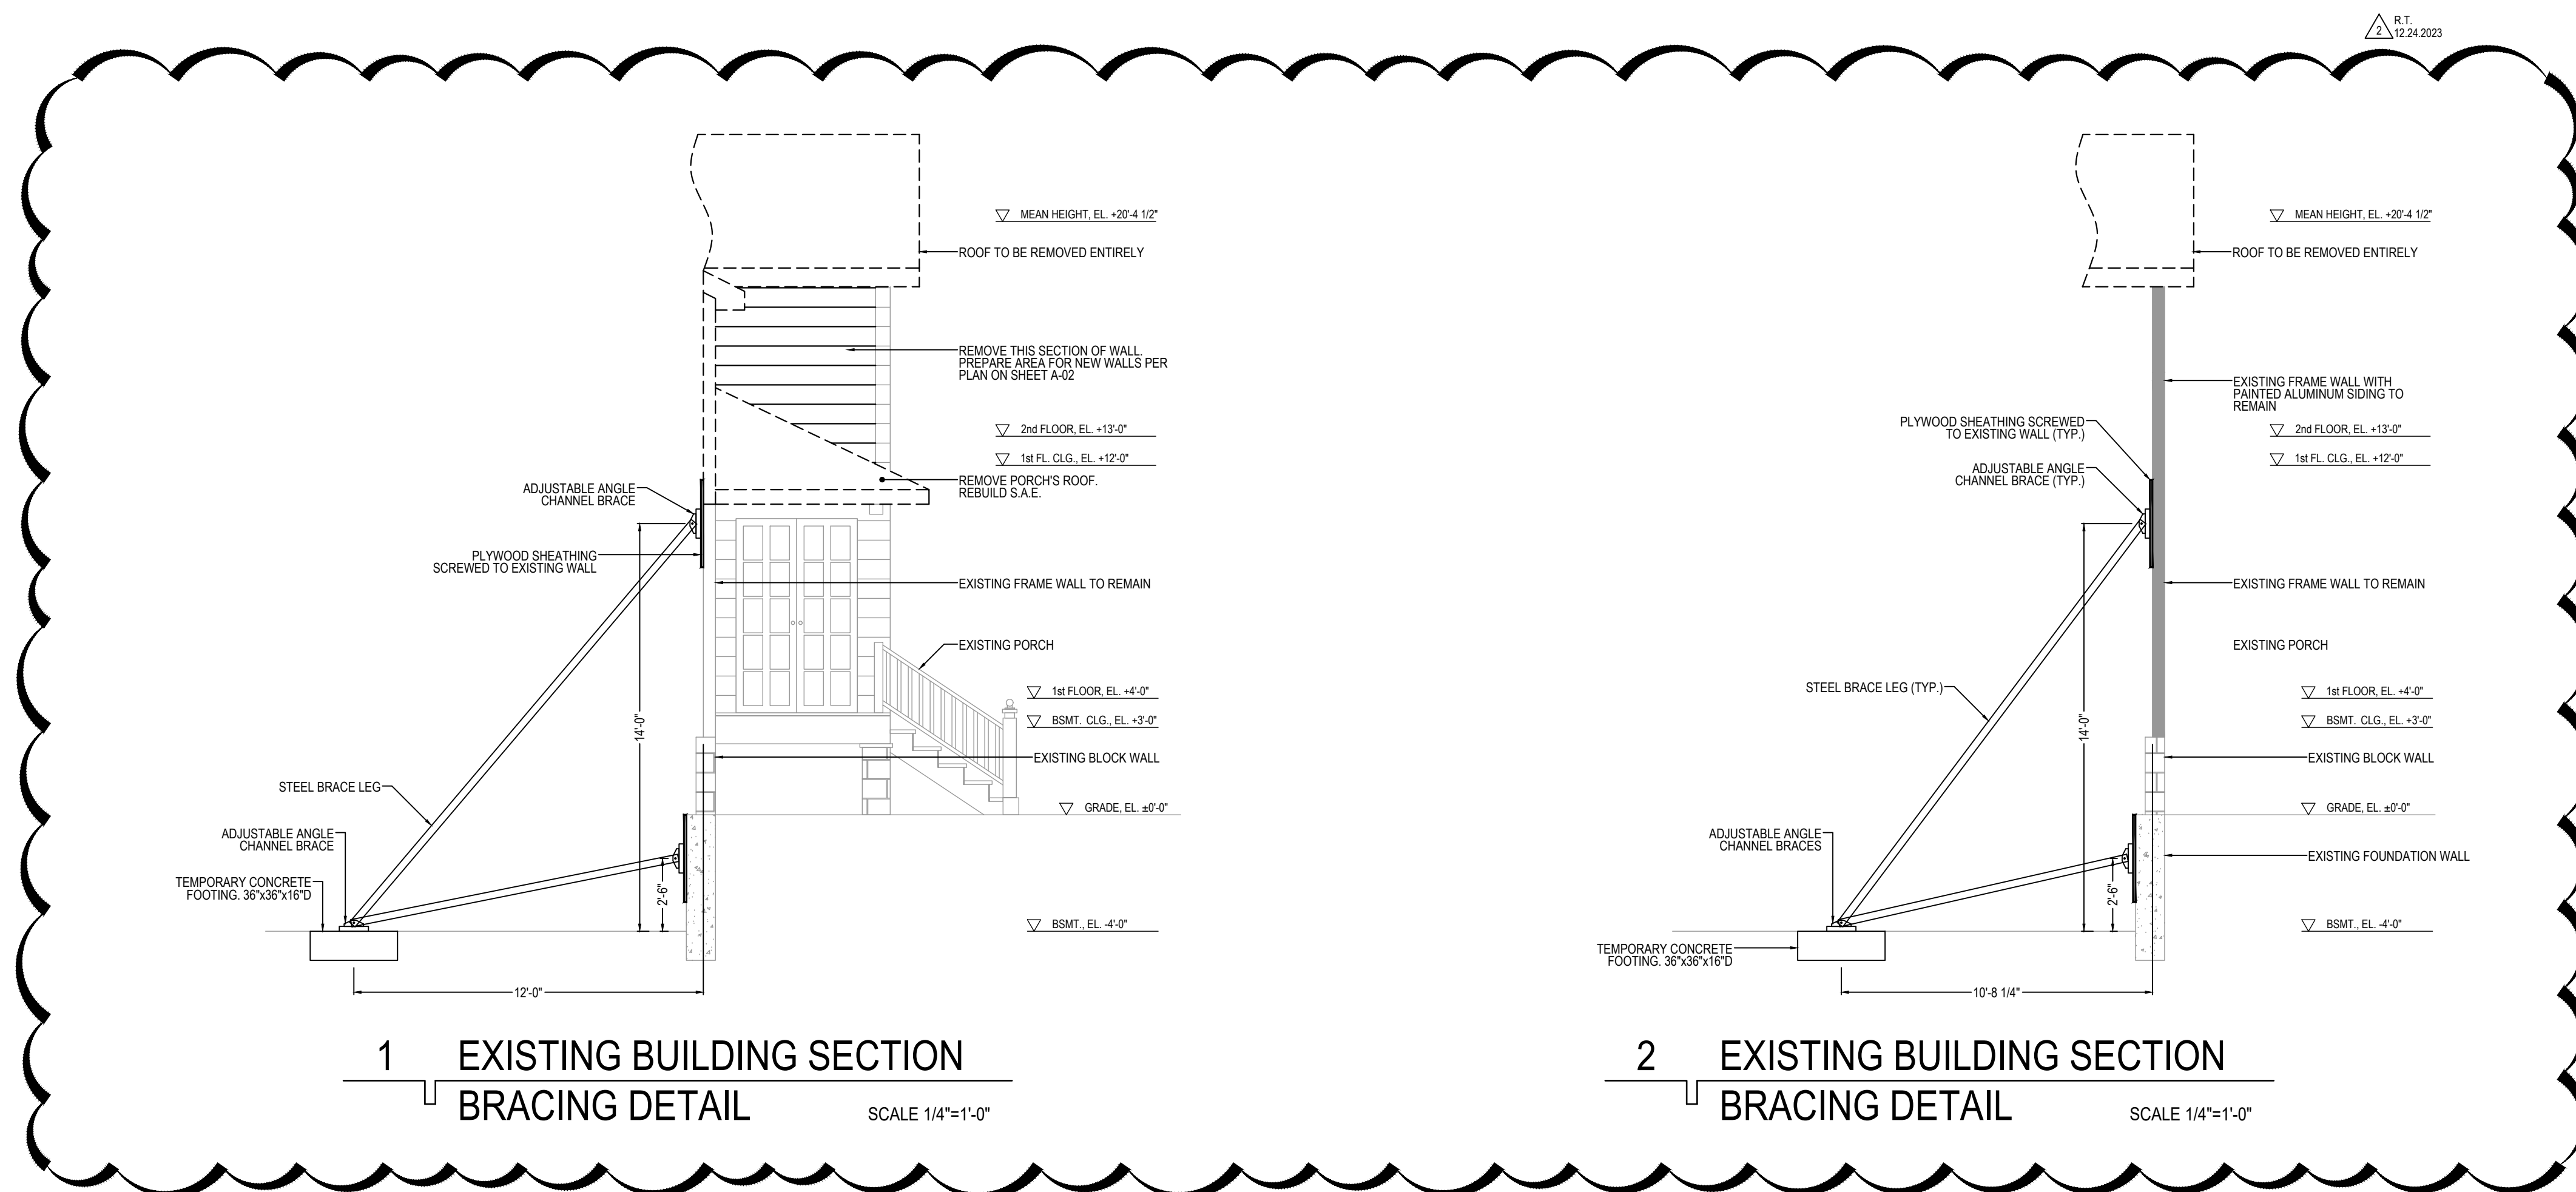 2
R.T.
12.24.2023
MEAN HEIGHT, EL. +20'-4 1/2"
ROOF TO BE REMOVED ENTIRELY
REMOVE THIS SECTION OF WALL.
PREPARE AREA FOR NEW WALLS PER
PLAN ON SHEET A-02
2nd FLOOR, EL. +13'-0"
1st FL. CLG., EL. +12'-0"
REMOVE PORCH'S ROOF.
REBUILD S.A.E.
ADJUSTABLE ANGLE
CHANNEL BRACE
PLYWOOD SHEATHING
SCREWED TO EXISTING WALL
EXISTING FRAME WALL TO REMAIN
EXISTING PORCH
1st FLOOR, EL. +4'-0"
BSMT. CLG., EL. +3'-0"
14'-0"
EXISTING BLOCK WALL
STEEL BRACE LEG
GRADE, EL. ±0'-0"
ADJUSTABLE ANGLE
CHANNEL BRACE
TEMPORARY CONCRETE
FOOTING. 36"x36"x16"D
2'-6"
BSMT., EL. -4'-0"
12'-0"
1 EXISTING BUILDING SECTION
BRACING DETAIL SCALE 1/4"=1'-0"
MEAN HEIGHT, EL. +20'-4 1/2"
ROOF TO BE REMOVED ENTIRELY
EXISTING FRAME WALL WITH
PAINTED ALUMINUM SIDING TO
REMAIN
PLYWOOD SHEATHING SCREWED
TO EXISTING WALL (TYP.)
2nd FLOOR, EL. +13'-0"
1st FL. CLG., EL. +12'-0"
ADJUSTABLE ANGLE
CHANNEL BRACE (TYP.)
EXISTING FRAME WALL TO REMAIN
EXISTING PORCH
STEEL BRACE LEG (TYP.)
1st FLOOR, EL. +4'-0"
BSMT. CLG., EL. +3'-0"
14'-0"
EXISTING BLOCK WALL
GRADE, EL. ±0'-0"
ADJUSTABLE ANGLE
CHANNEL BRACES
EXISTING FOUNDATION WALL
2'-6"
BSMT., EL. -4'-0"
TEMPORARY CONCRETE
FOOTING. 36"x36"x16"D
10'-8 1/4"
2 EXISTING BUILDING SECTION
BRACING DETAIL SCALE 1/4"=1'-0"